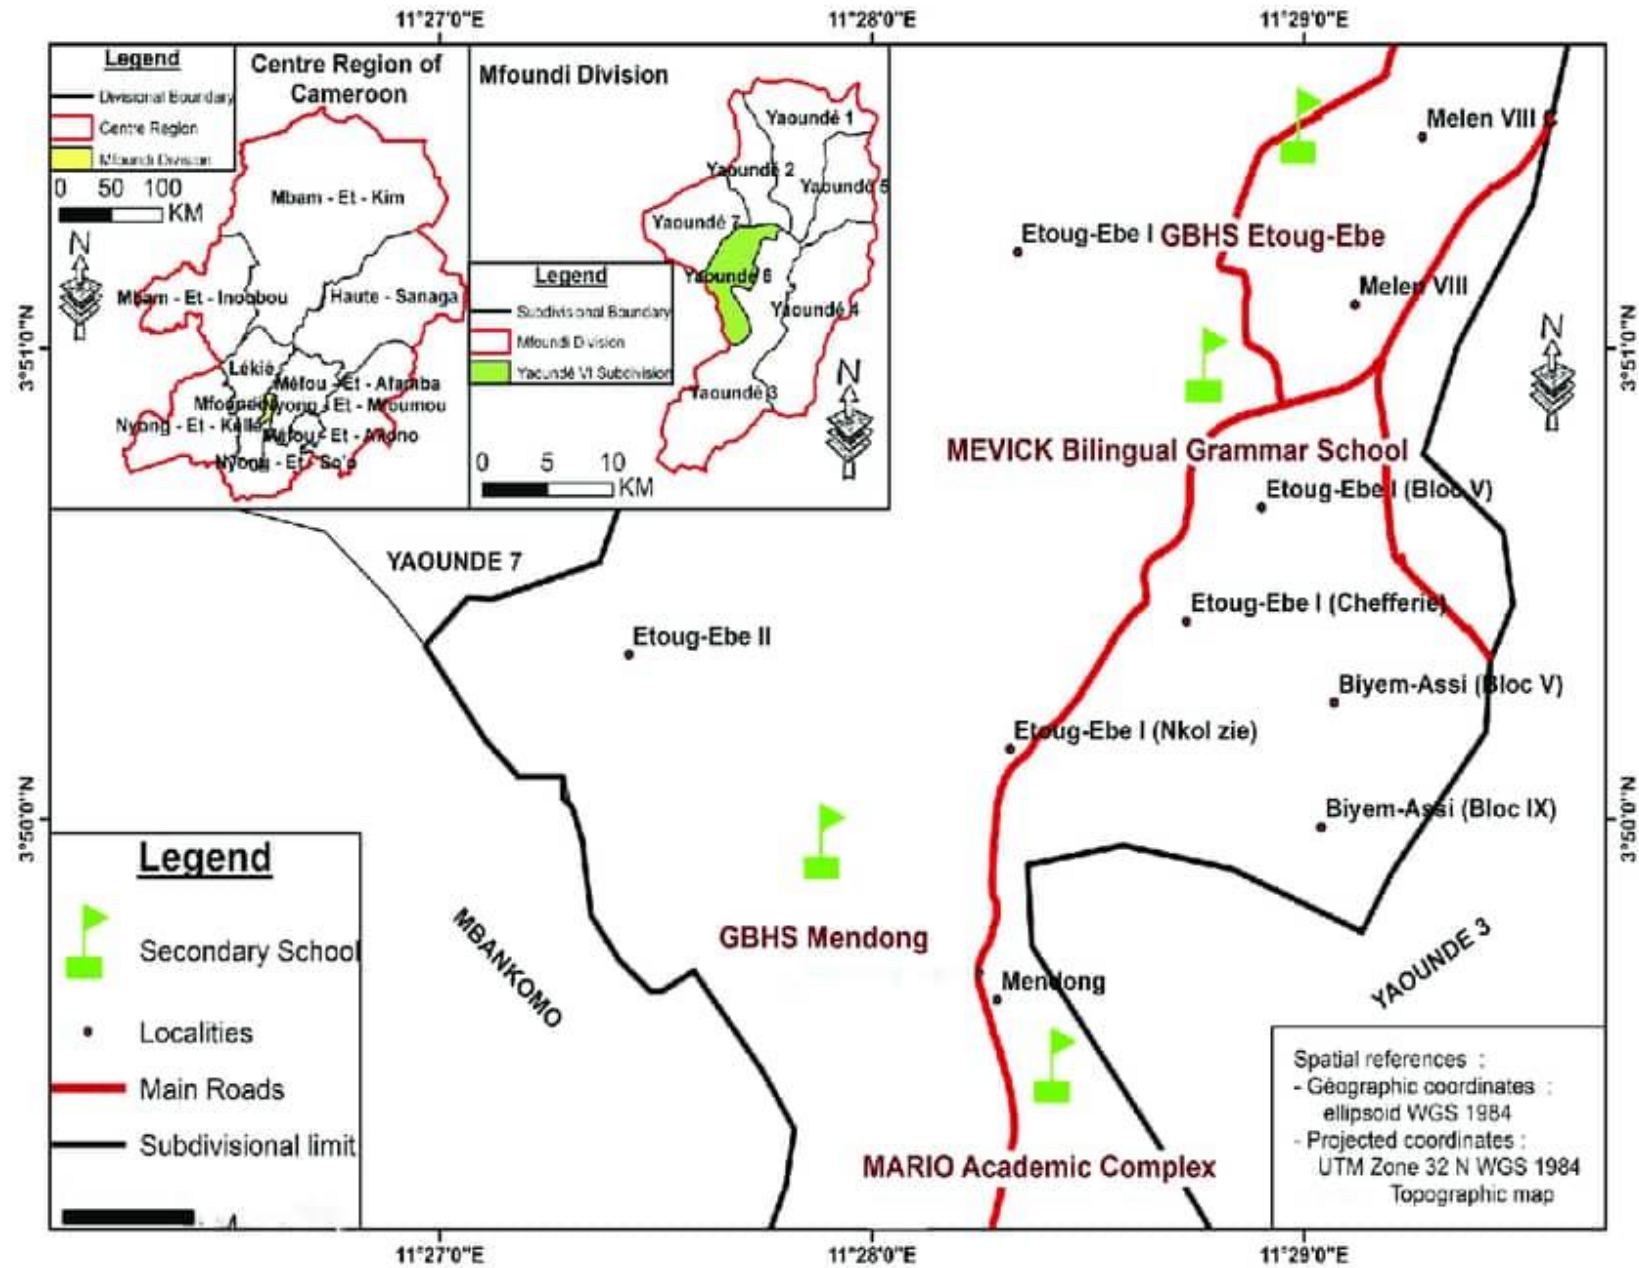 11°27'0"E
11°28'0"E
11°29'0"E
Legend
Divisional Boundary
Centre Region
Mfoundi Division
0 50 100
KM
N
Centre Region of
Cameroon
Mbam - Et - Kim
Mbam - Et - Inoubou
Haute - Sanaga
Lékié
Méfou - Et - Afamba
Mfoundi
Nyong - Et - Mfoumou
Nyong - Et - Kellé
Méfou - Et - Akono
Nyong - Et - So'o
Mfoundi Division
Yaoundé 1
Yaoundé 2
Yaoundé 5
Yaoundé 7
Yaoundé 6
Yaoundé 4
Yaoundé 3
Legend
Subdivisional Boundary
Mfoundi Division
Yaoundé VI Subdivision
0 5 10
KM
N
Melen VIII C
Etoug-Ebe I
GBHS Etoug-Ebe
Melen VIII
N
3°51'0"N
3°51'0"N
MEVICK Bilingual Grammar School
Etoug-Ebe I (Bloc V)
YAOUNDE 7
Etoug-Ebe I (Chefferie)
Etoug-Ebe II
Biyem-Assi (Bloc V)
Etoug-Ebe I (Nkol zie)
Biyem-Assi (Bloc IX)
3°50'0"N
3°50'0"N
MBANKOMO
GBHS Mendong
YAOUNDE 3
Mendong
MARIO Academic Complex
Legend
Secondary School
Localities
Main Roads
Subdivisional limit
Spatial references :
- Géographic coordinates :
ellipsoid WGS 1984
- Projected coordinates :
UTM Zone 32 N WGS 1984
Topographic map
11°27'0"E
11°28'0"E
11°29'0"E